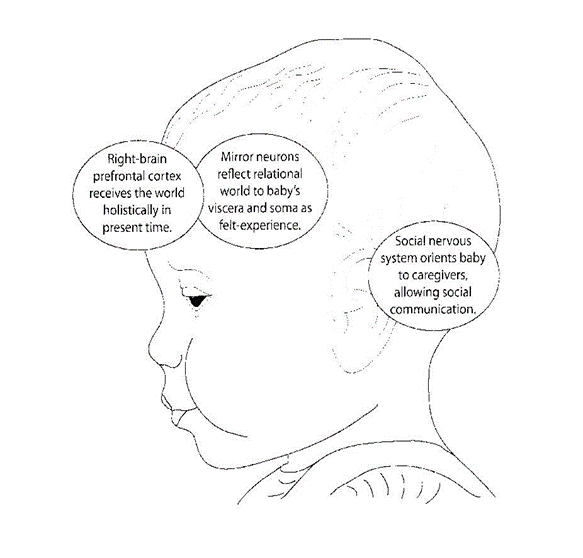 Right-brain
prefrontal cortex
receives the world
holistically in
present time.
Mirror neurons
reflect relational
world to baby's
viscera and soma as
felt-experience.
Social nervous
system orients baby
to caregivers,
allowing social
communication.